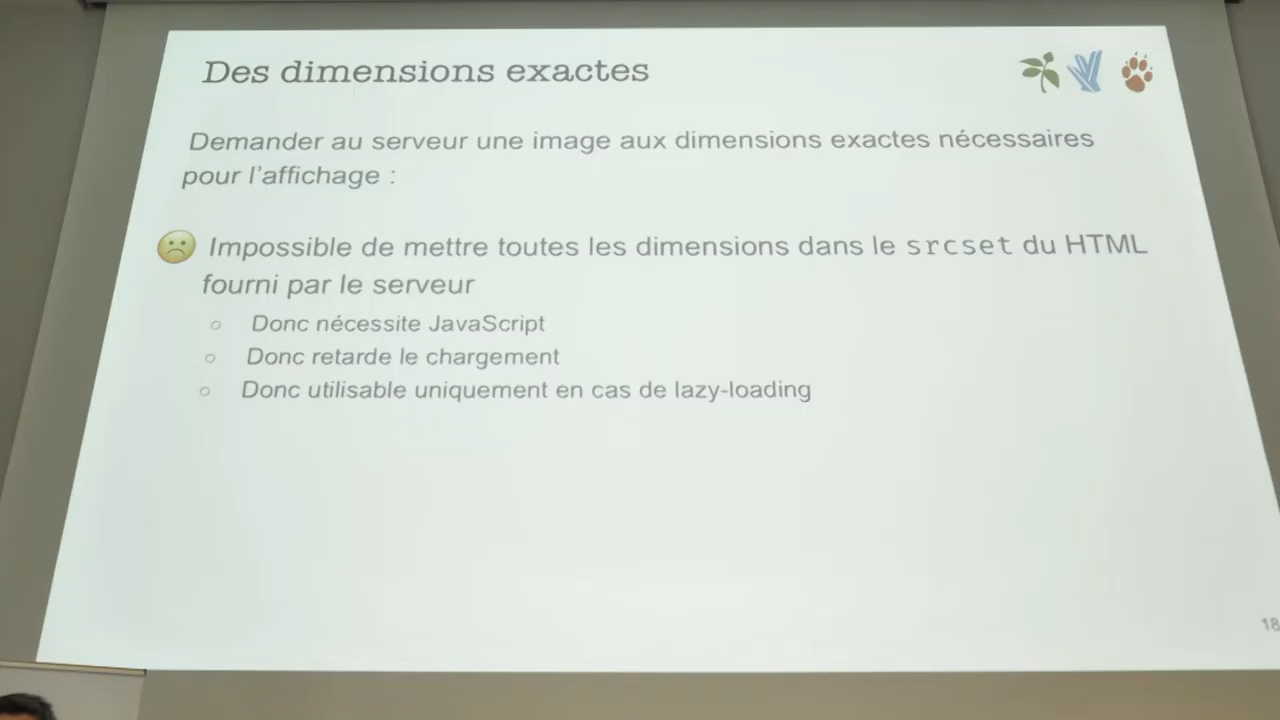 Des dimensions exactes
Demander au serveur une image aux dimensions exactes nécessaires
pour l'affichage :
Impossible de mettre toutes les dimensions dans le srcset du HTML
fourni par le serveur
Donc nécessite JavaScript
Donc retarde le chargement
Donc utilisable uniquement en cas de lazy-loading
18